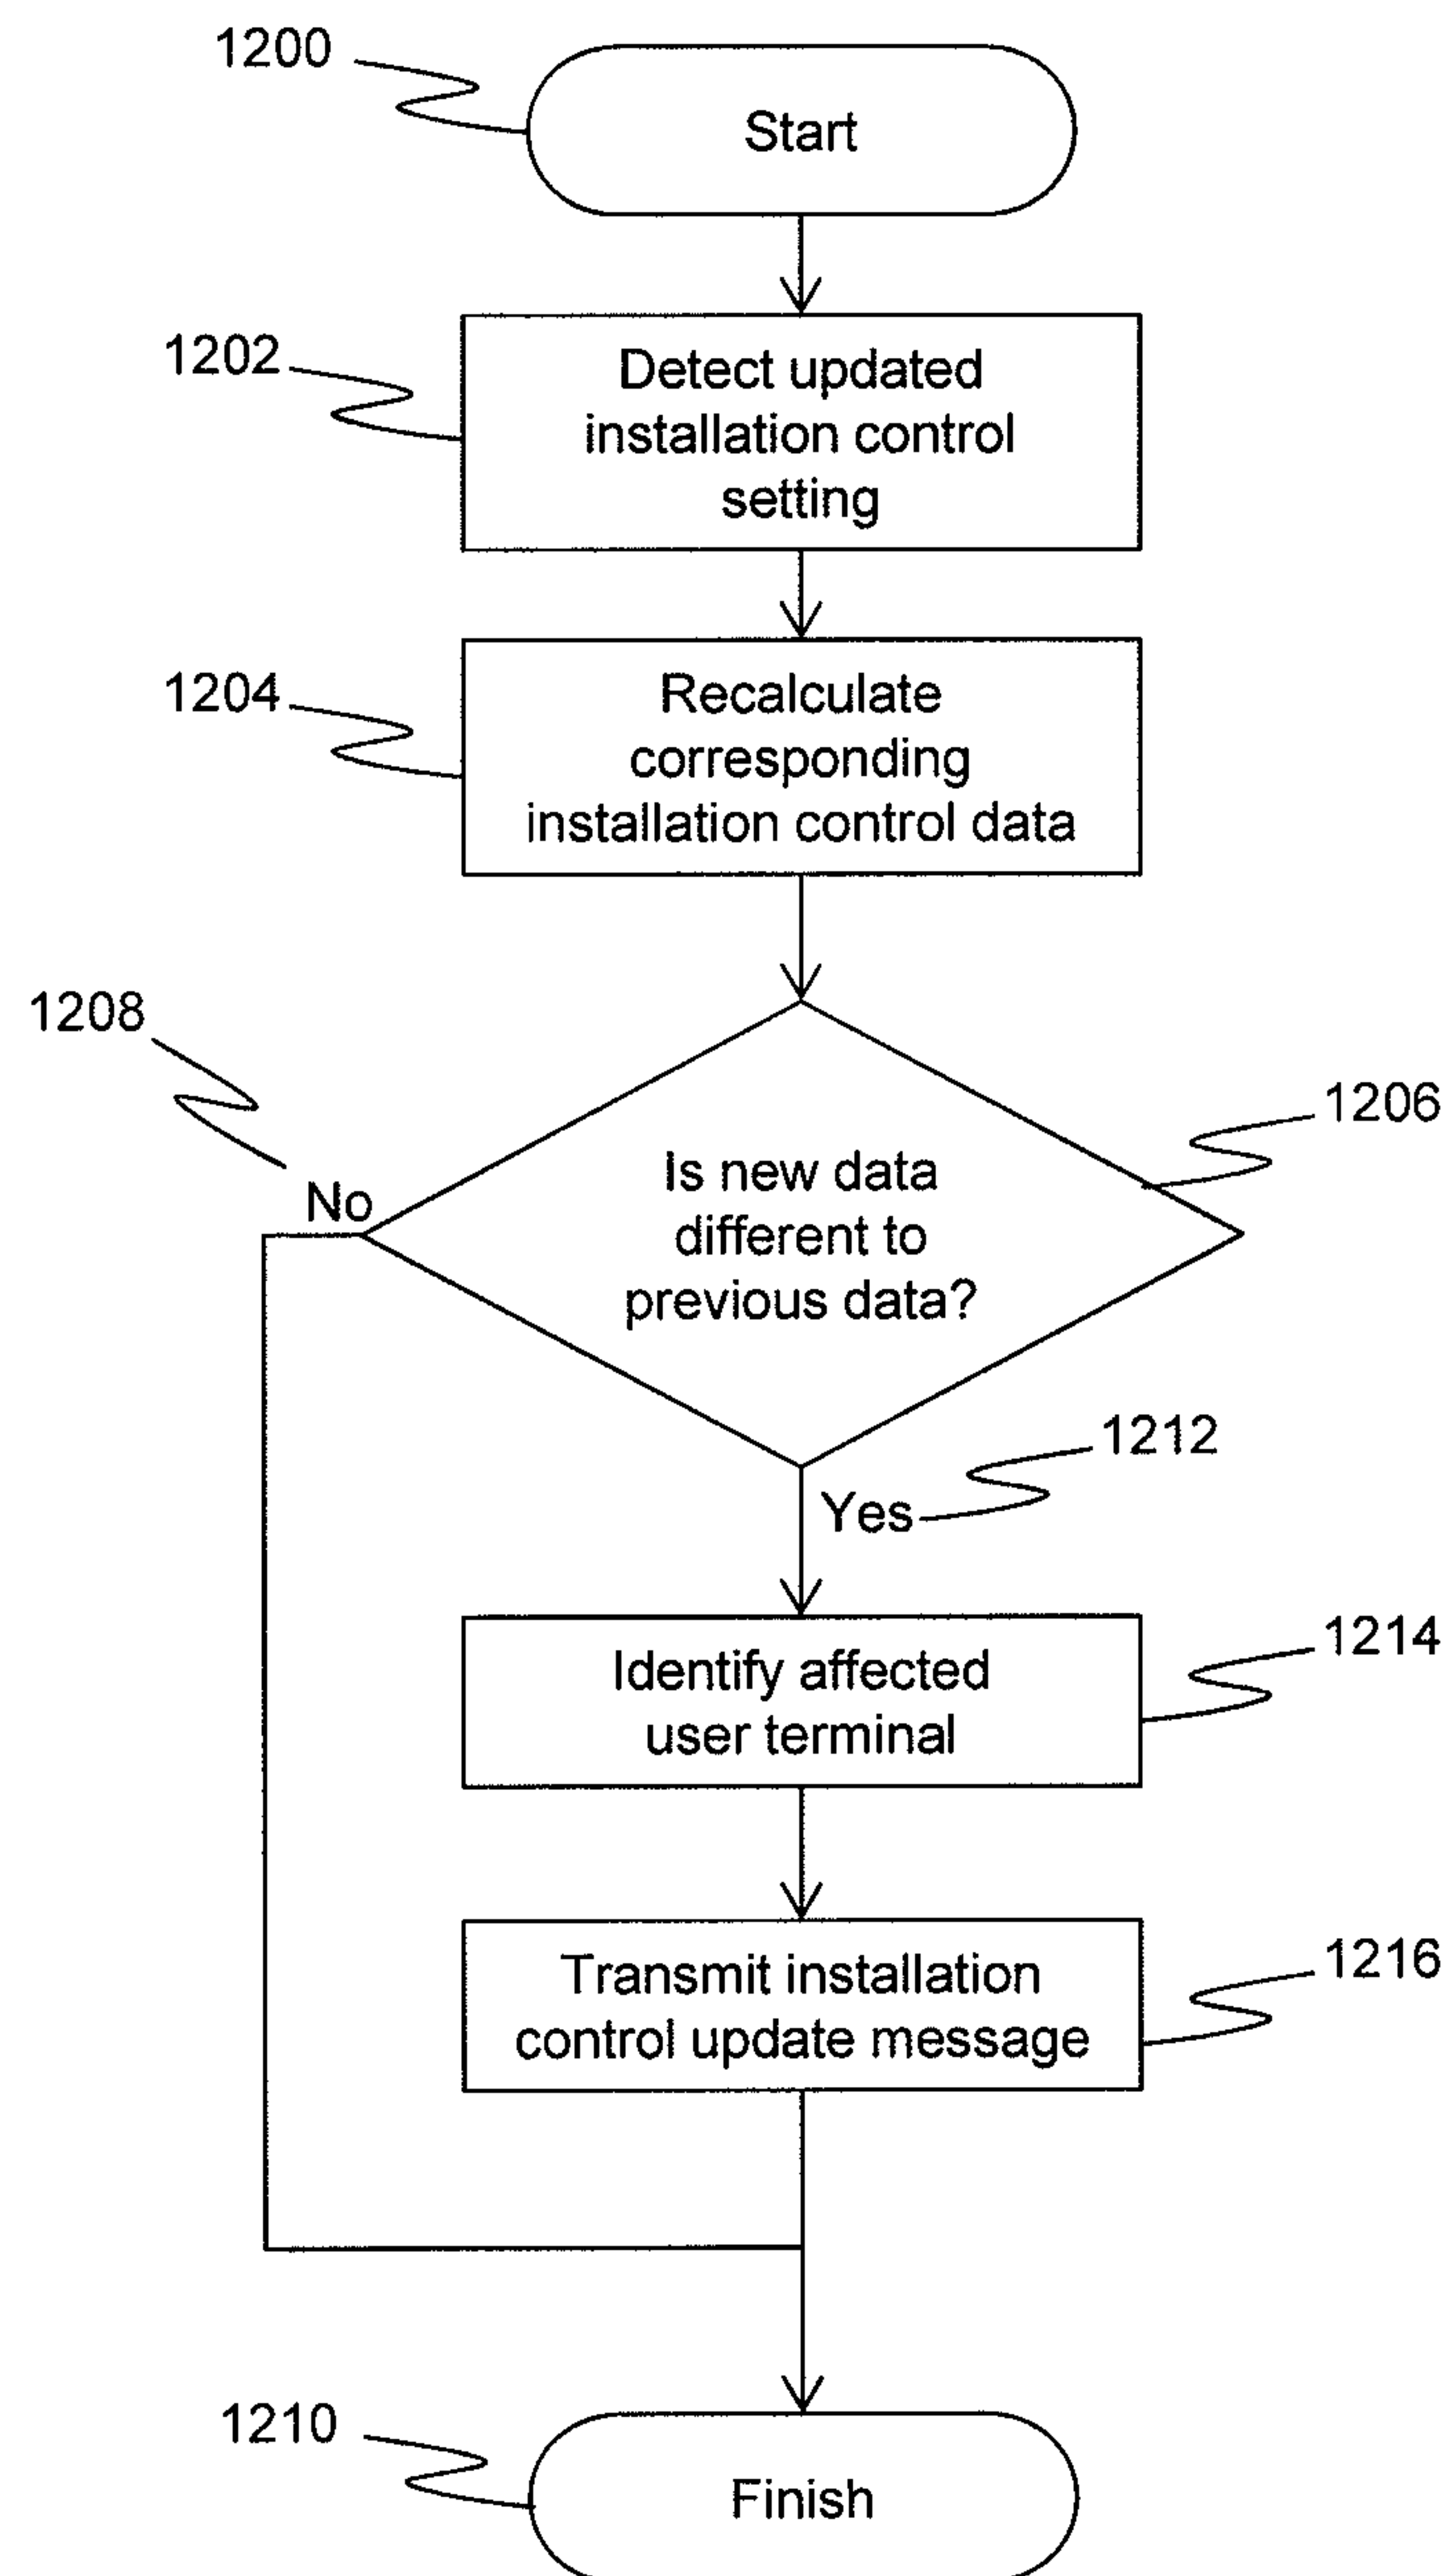 1200
Start
1202
Detect updated
installation control
setting
1204
Recalculate
corresponding
installation control data
1208
No
1206
Is new data
different to
previous data?
1212
Yes
1214
Identify affected
user terminal
1216
Transmit installation
control update message
1210
Finish